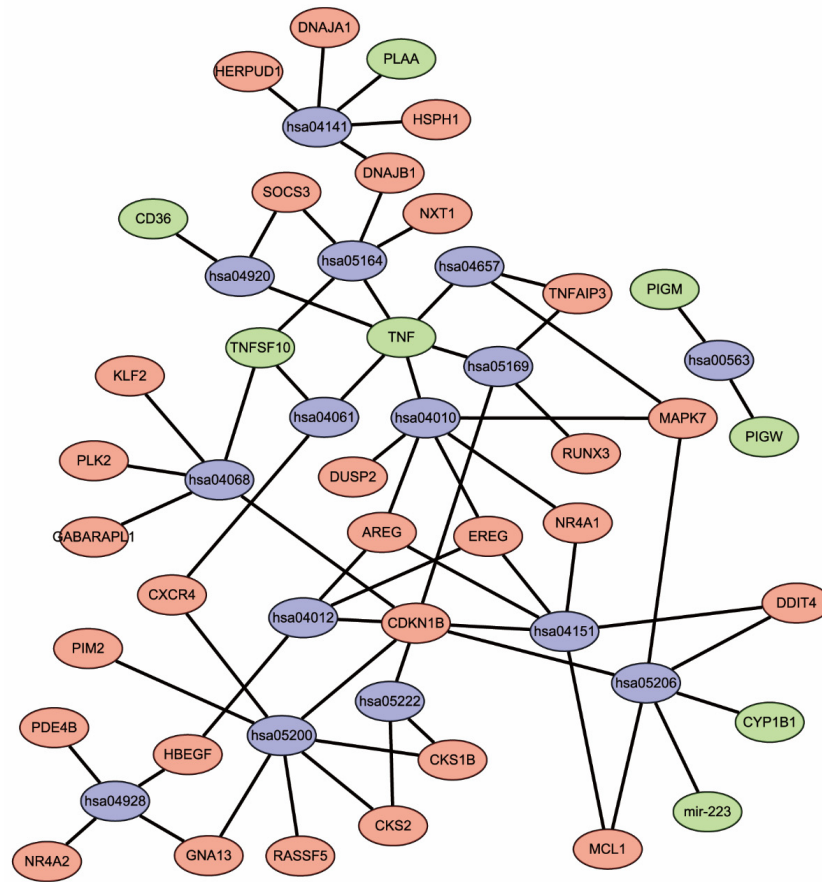 DNAJA1
PLAA
HERPUD1
HSPH1
hsa04141
DNAJB1
SOCS3
NXT1
CD36
hsa05164
hsa04657
hsa04920
TNFAIP3
PIGM
TNF
TNFSF10
hsa05169
hsa00563
KLF2
hsa04061
hsa04010
MAPK7
PIGW
PLK2
RUNX3
DUSP2
hsa04068
NR4A1
GABARAPL1
AREG
EREG
CXCR4
DDIT4
hsa04012
CDKN1B
hsa04151
PIM2
hsa05206
hsa05222
PDE4B
CYP1B1
hsa05200
HBEGF
CKS1B
hsa04928
mir-223
CKS2
NR4A2
GNA13
RASSF5
MCL1